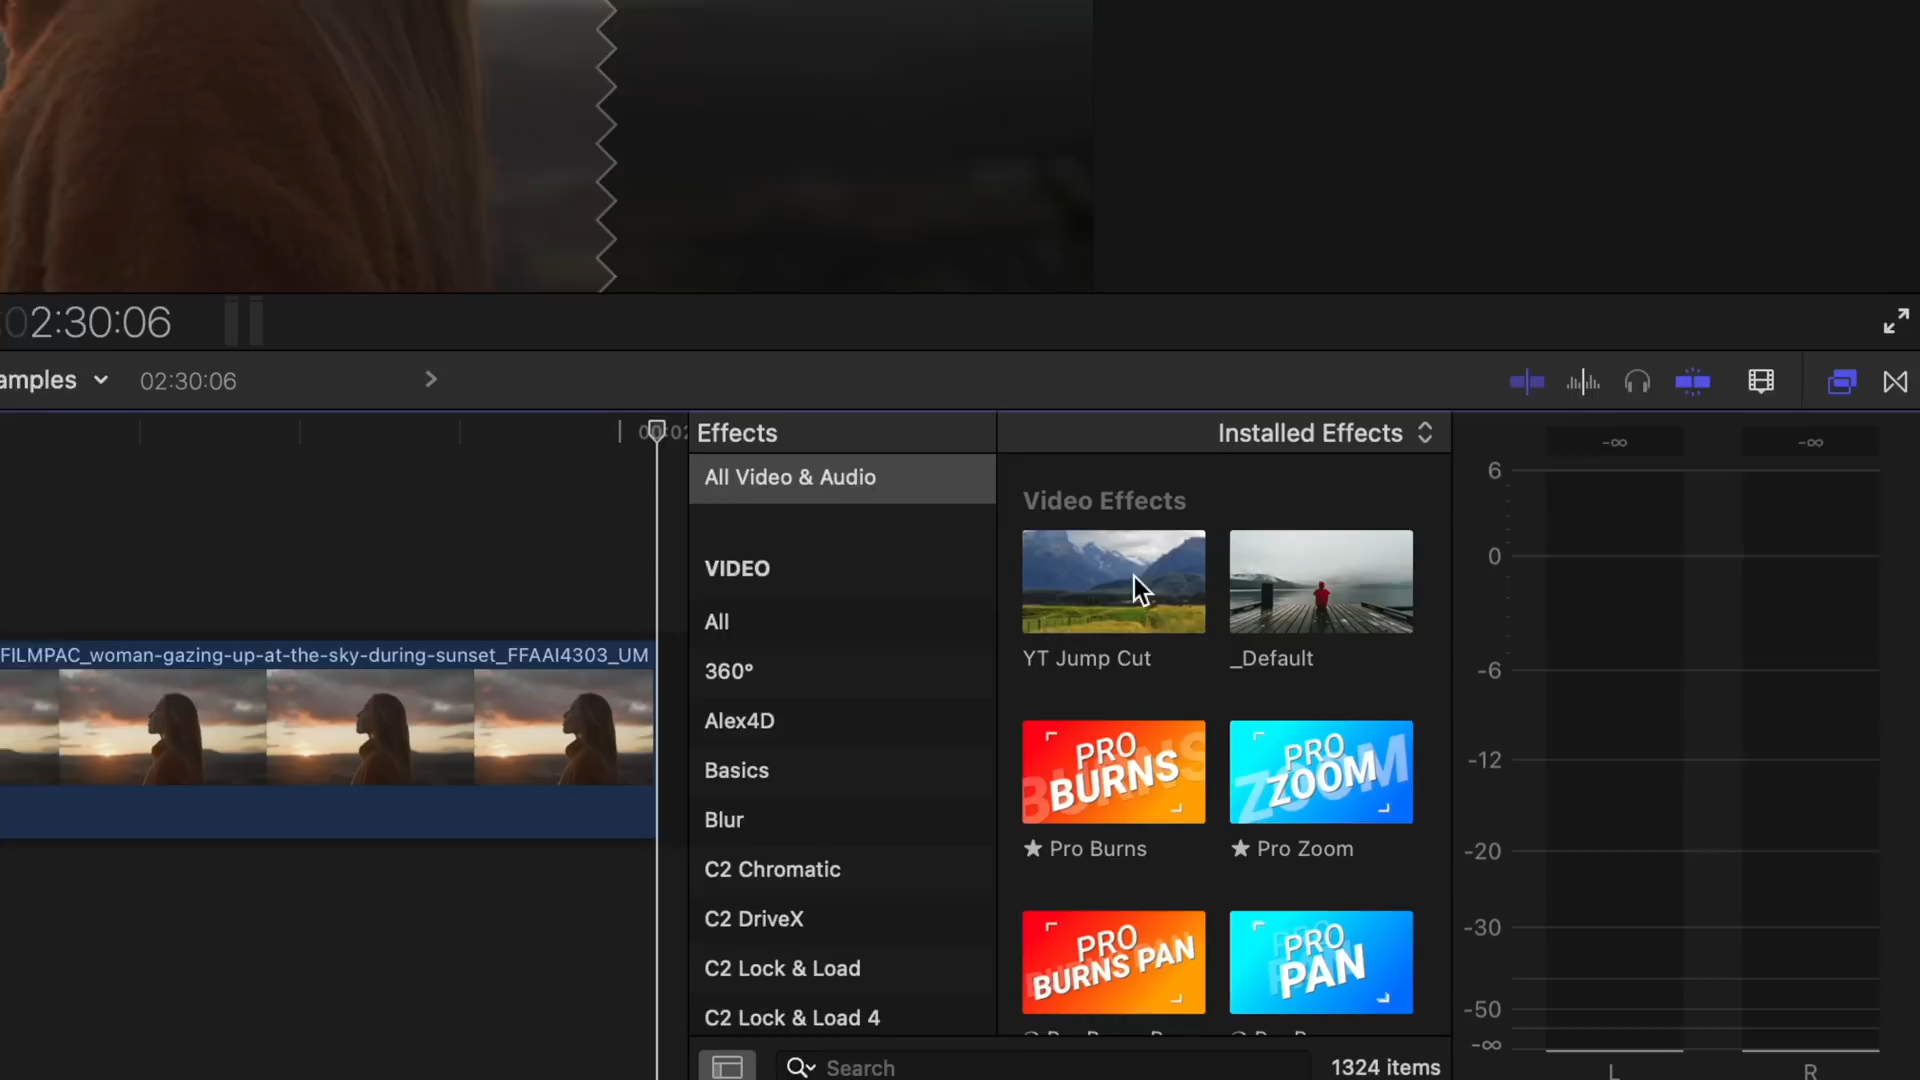 02:30:06
amples
02:30:06
Effects
Installed Effects
All Video & Audio
VIDEO
All
360°
Alex4D
Basics
Blur
C2 Chromatic
C2 DriveX
C2 Lock & Load
C2 Lock & Load 4
Video Effects
YT Jump Cut
_Default
PRO
BURNS
PRO
ZOOM
Pro Burns
Pro Zoom
PRO
BURNS PAN
PRO
PAN
Search
1324 items
FILMPAC_woman-gazing-up-at-the-sky-during-sunset_FFAAI4303_UM
-∞
-∞
6
0
-6
-12
-20
-30
-50
-∞
L
R